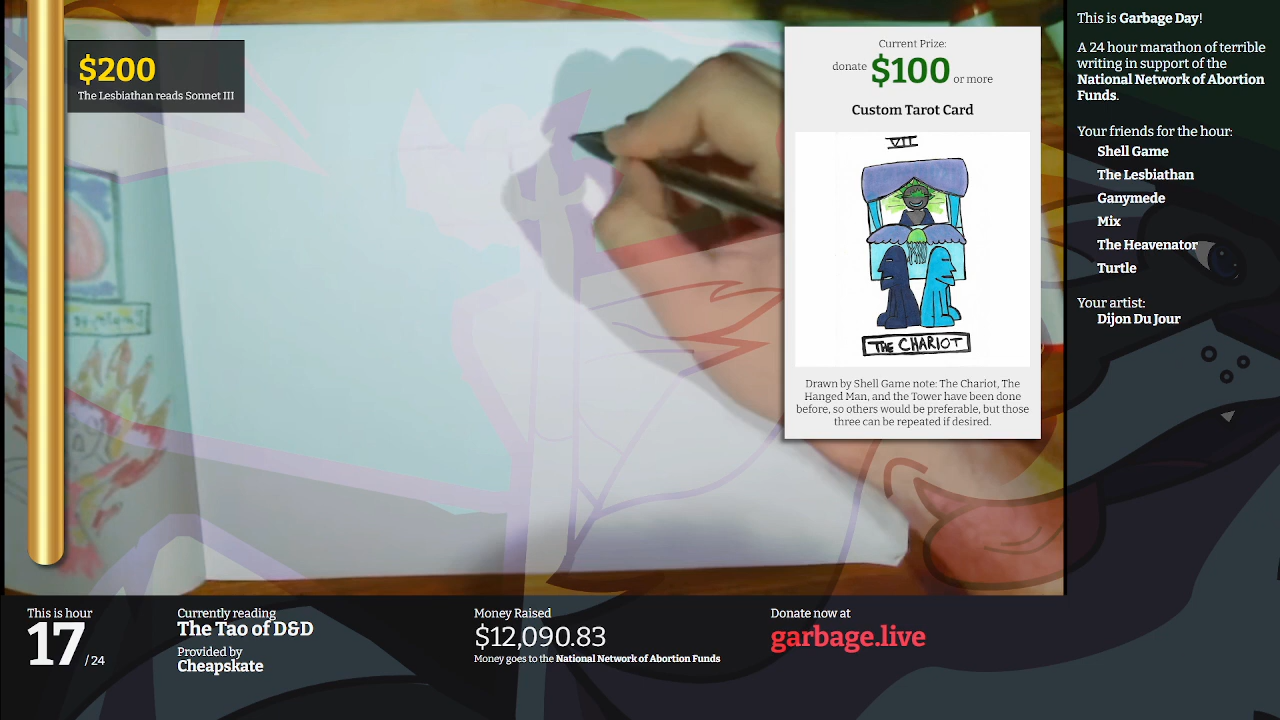 $200
The Lesbiathan reads Sonnet III
Current Prize:
donate $100 or more
Custom Tarot Card
VII
THE CHARIOT
Drawn by Shell Game note: The Chariot, The
Hanged Man, and the Tower have been done
before, so others would be preferable, but those
three can be repeated if desired.
This is Garbage Day!
A 24 hour marathon of terrible
writing in support of the
National Network of Abortion
Funds.
Your friends for the hour:
Shell Game
The Lesbiathan
Ganymede
Mix
The Heavenator
Turtle
Your artist:
Dijon Du Jour
This is hour
17 / 24
Currently reading
The Tao of D&D
Provided by
Cheapskate
Money Raised
$12,090.83
Money goes to the National Network of Abortion Funds
Donate now at
garbage.live